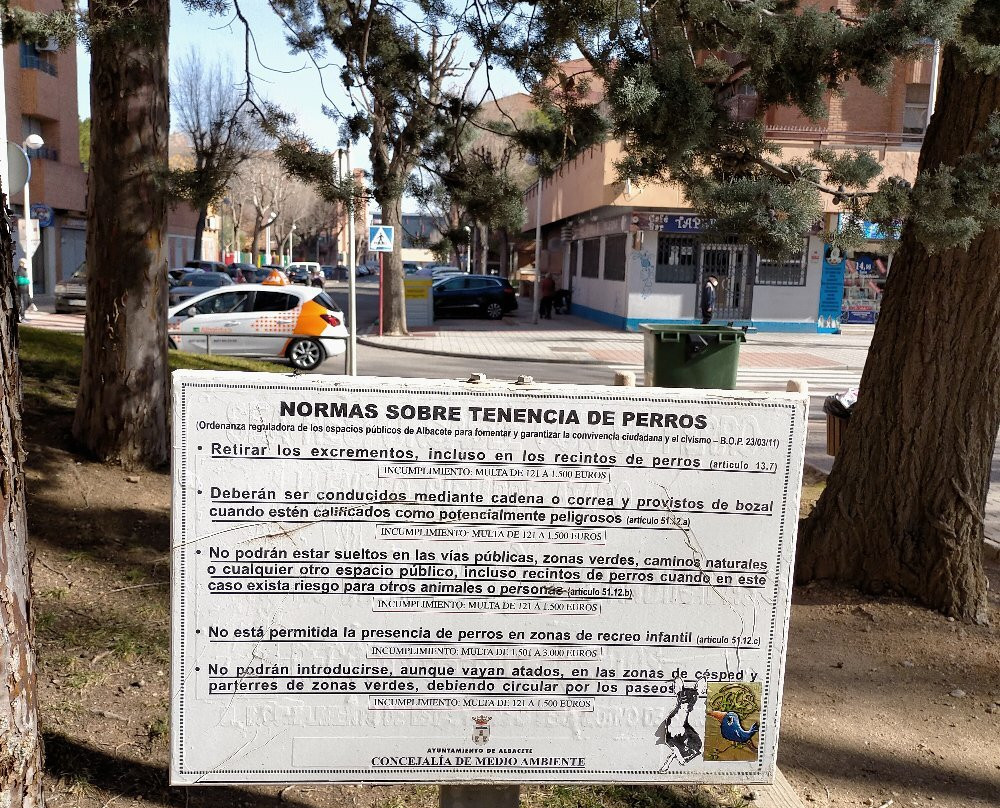 Café
Bar
TAP
14,95
NORMAS SOBRE TENENCIA DE PERROS
(Ordenanza reguladora de los espacios públicos de Albacete para fomentar y garantizar la convivencia ciudadana y el civismo – B.O.P. 23/03/11)
• Retirar los excrementos, incluso en los recintos de perros (artículo 13.7)
INCUMPLIMIENTO: MULTA DE 121 A 1.500 EUROS
• Deberán ser conducidos mediante cadena o correa y provistos de bozal
cuando estén calificados como potencialmente peligrosos (artículo 51.12.a)
INCUMPLIMIENTO: MULTA DE 121 A 1.500 EUROS
• No podrán estar sueltos en las vías públicas, zonas verdes, caminos naturales
o cualquier otro espacio público, incluso recintos de perros cuando en este
caso exista riesgo para otros animales o personas (artículo 51.12.b)
INCUMPLIMIENTO: MULTA DE 121 A 1.500 EUROS
• No está permitida la presencia de perros en zonas de recreo infantil (artículo 51.12.c)
INCUMPLIMIENTO: MULTA DE 1.501 A 3.000 EUROS
• No podrán introducirse, aunque vayan atados, en las zonas de césped y
parterres de zonas verdes, debiendo circular por los paseos
INCUMPLIMIENTO: MULTA DE 121 A 1.500 EUROS
AYUNTAMIENTO DE ALBACETE
CONCEJALÍA DE MEDIO AMBIENTE